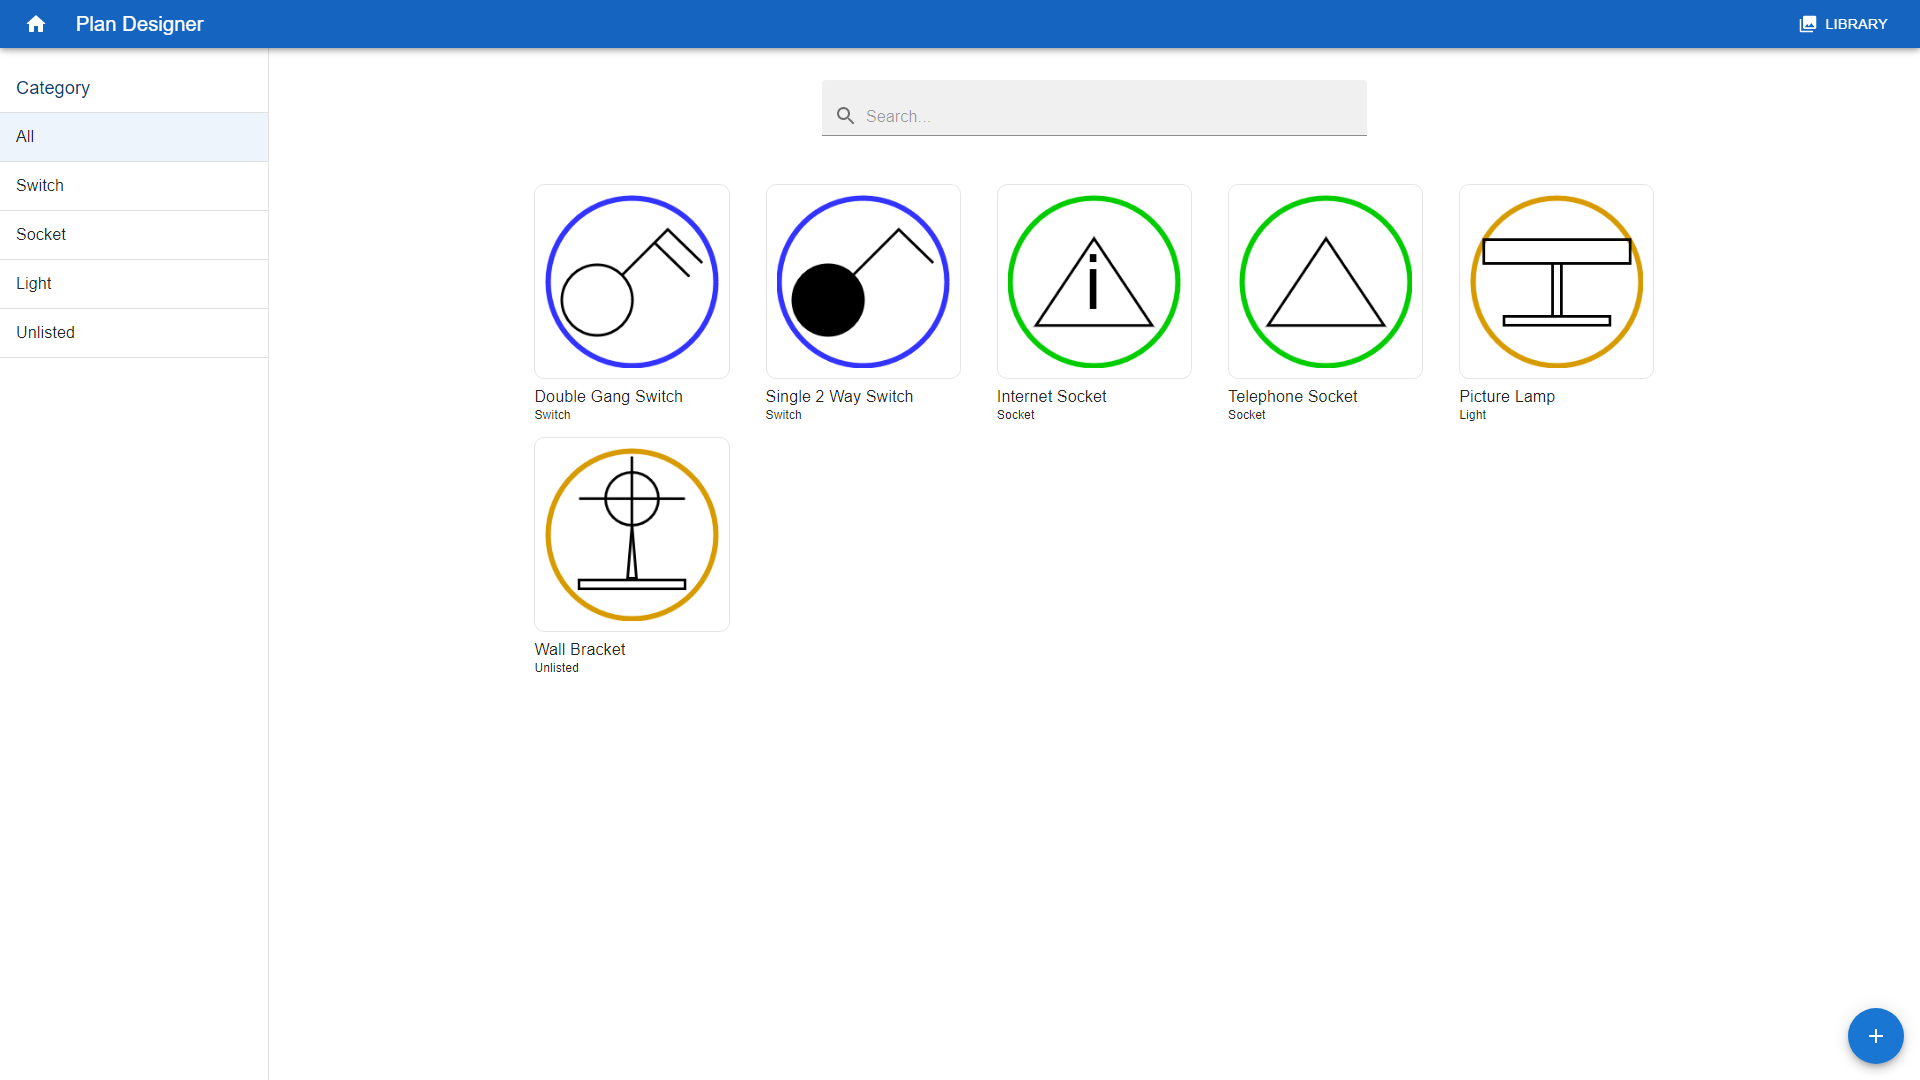 Plan Designer
LIBRARY
Category
All
Switch
Socket
Light
Unlisted
Search...
Double Gang Switch
Switch
Single 2 Way Switch
Switch
i
Internet Socket
Socket
Telephone Socket
Socket
Picture Lamp
Light
Wall Bracket
Unlisted